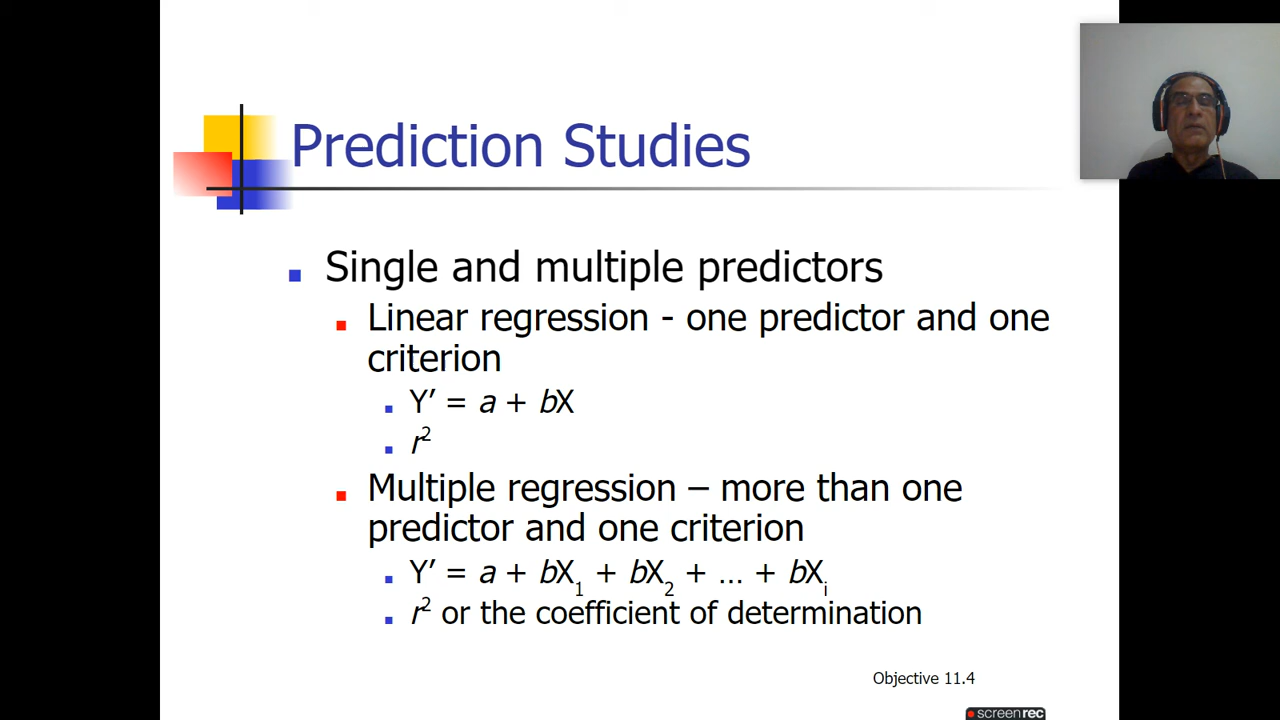 Prediction Studies
Single and multiple predictors
Linear regression - one predictor and one
criterion
Y′ = a + bX
r²
Multiple regression – more than one
predictor and one criterion
Y′ = a + bX₁ + bX₂ + … + bXᵢ
r² or the coefficient of determination
Objective 11.4
screenrec